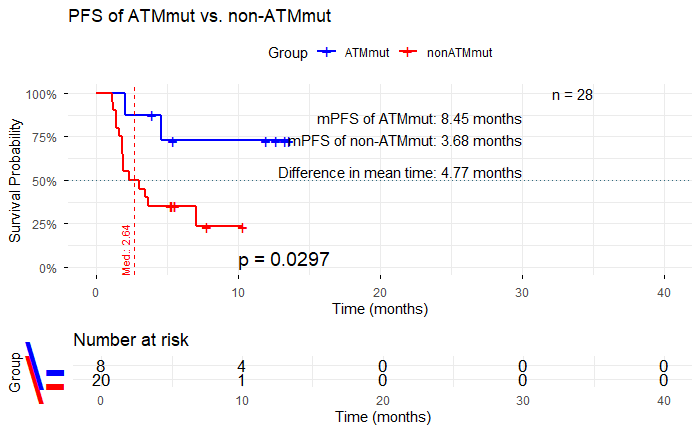 PFS of ATMmut vs. non-ATMmut
Group ATMmut nonATMmut
n = 28
mPFS of ATMmut: 8.45 months
mPFS of non-ATMmut: 3.68 months
Difference in mean time: 4.77 months
p = 0.0297
Med.: 2.64
Survival Probability
100%
75%
50%
25%
0%
0 10 20 30 40
Time (months)
Number at risk
Group
8 4 0 0 0
20 1 0 0 0
0 10 20 30 40
Time (months)